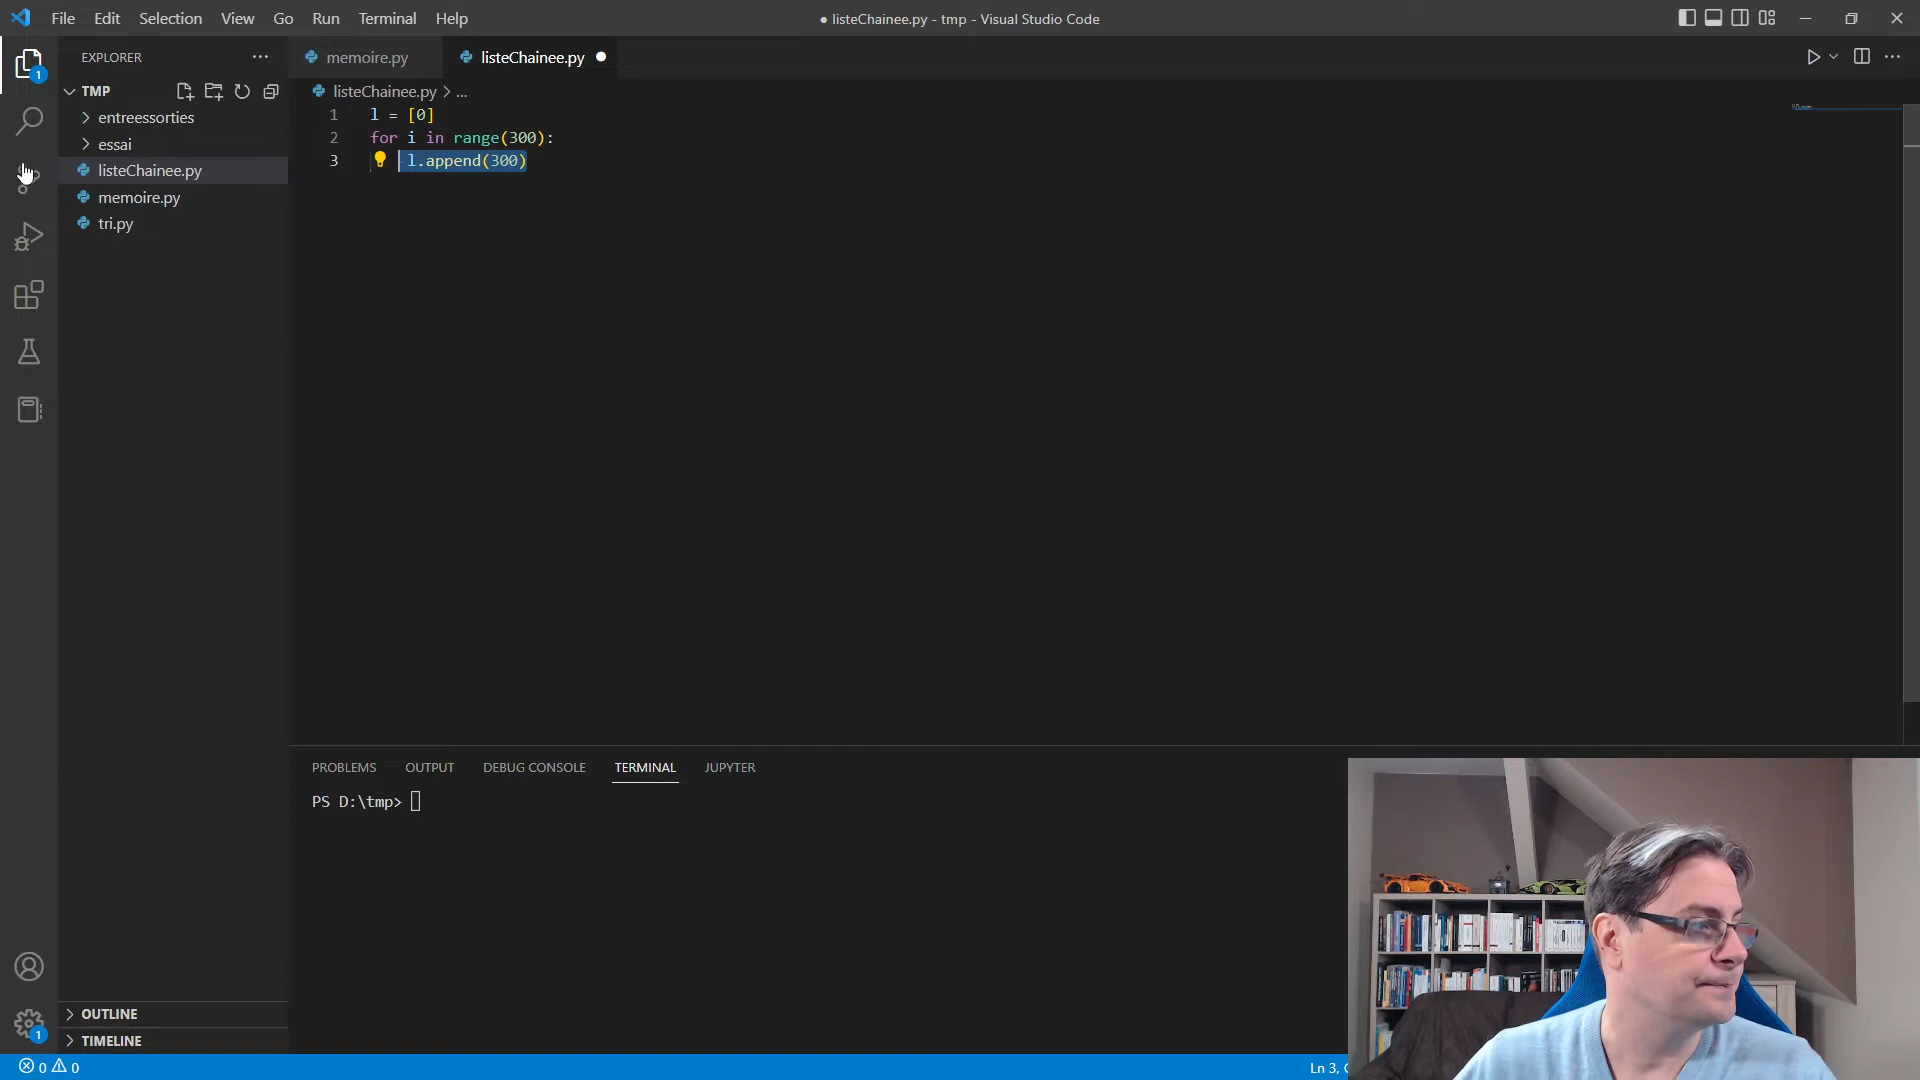 File Edit Selection View Go Run Terminal Help
● listeChainee.py - tmp - Visual Studio Code
EXPLORER
TMP
entreessorties
essai
listeChainee.py
memoire.py
tri.py
OUTLINE
TIMELINE
memoire.py
listeChainee.py
listeChainee.py > ...
1 l = [0]
2 for i in range(300):
3 l.append(300)
PROBLEMS OUTPUT DEBUG CONSOLE TERMINAL JUPYTER
PS D:\tmp>
1
1
0 0
Ln 3,